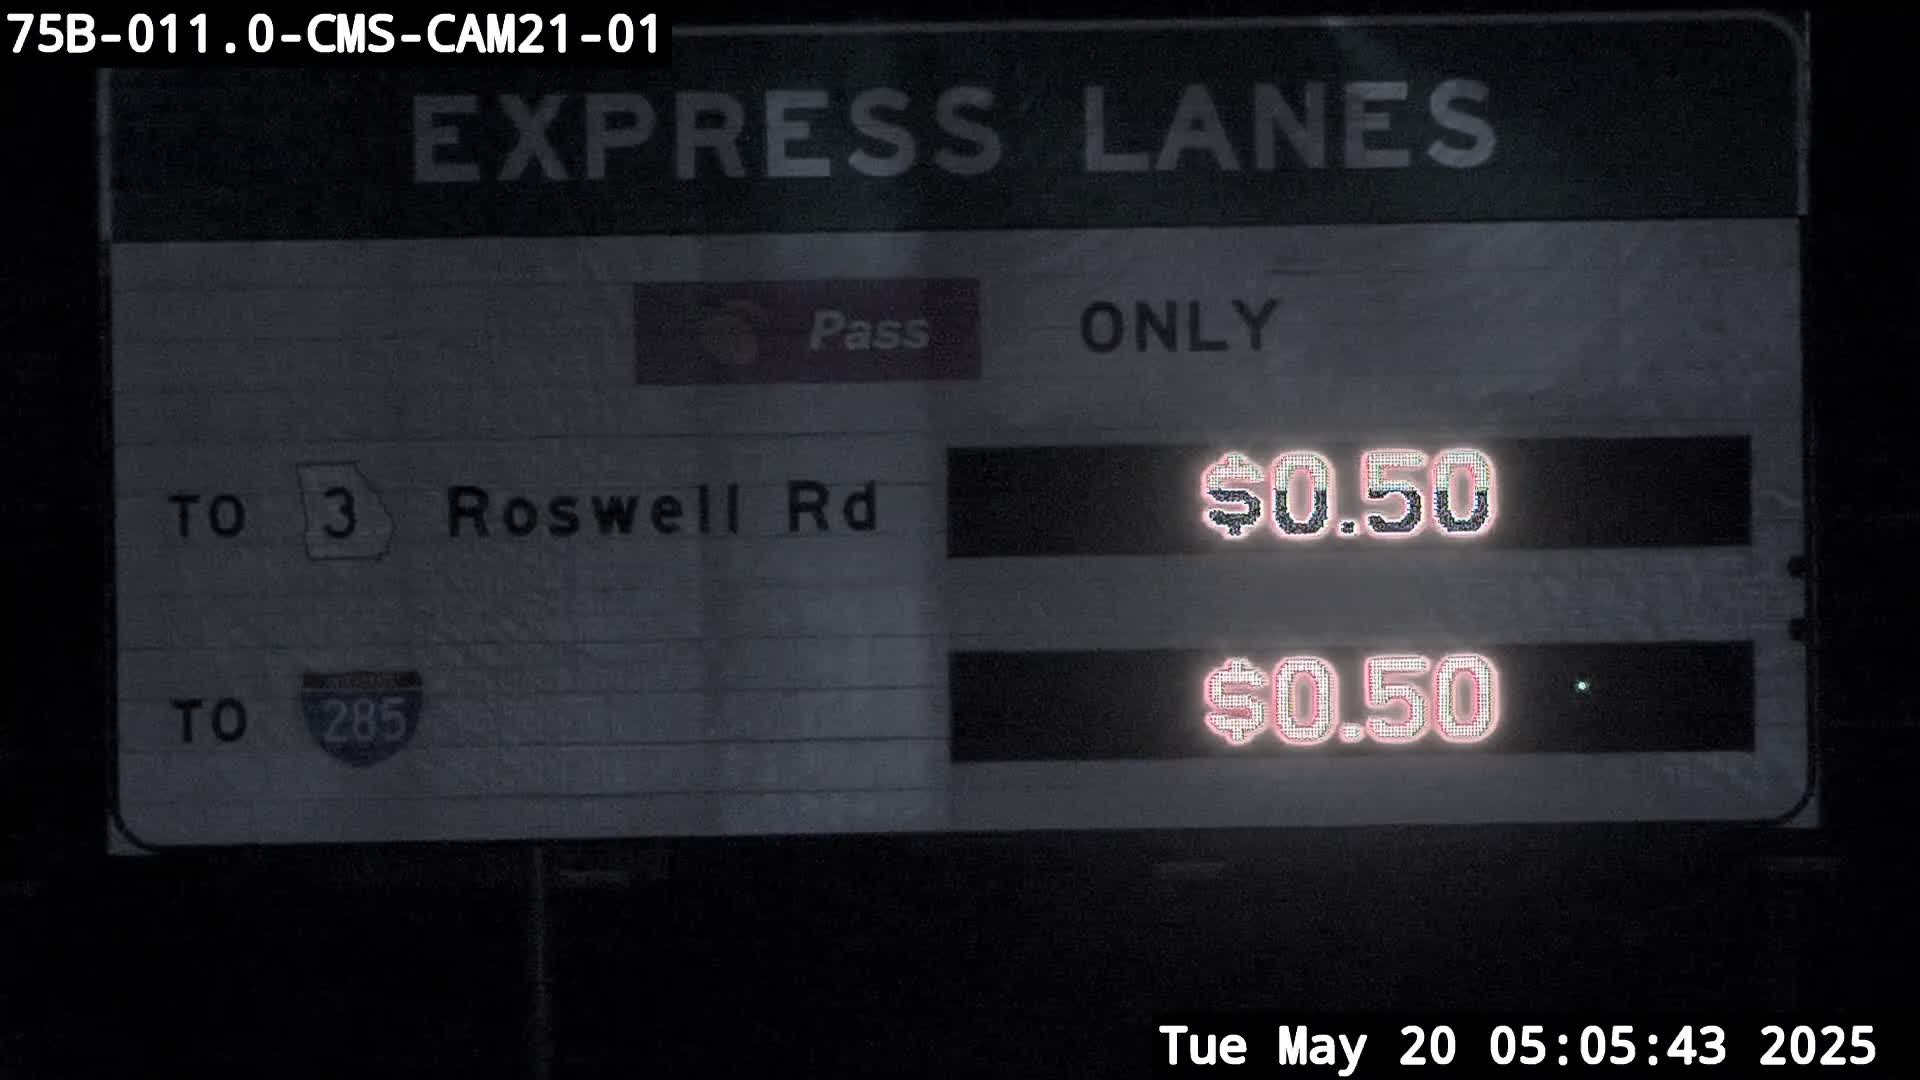 75B-011.0-CMS-CAM21-01
EXPRESS LANES
Pass ONLY
TO 3 Roswell Rd $0.50
TO 285 $0.50
Tue May 20 05:05:43 2025